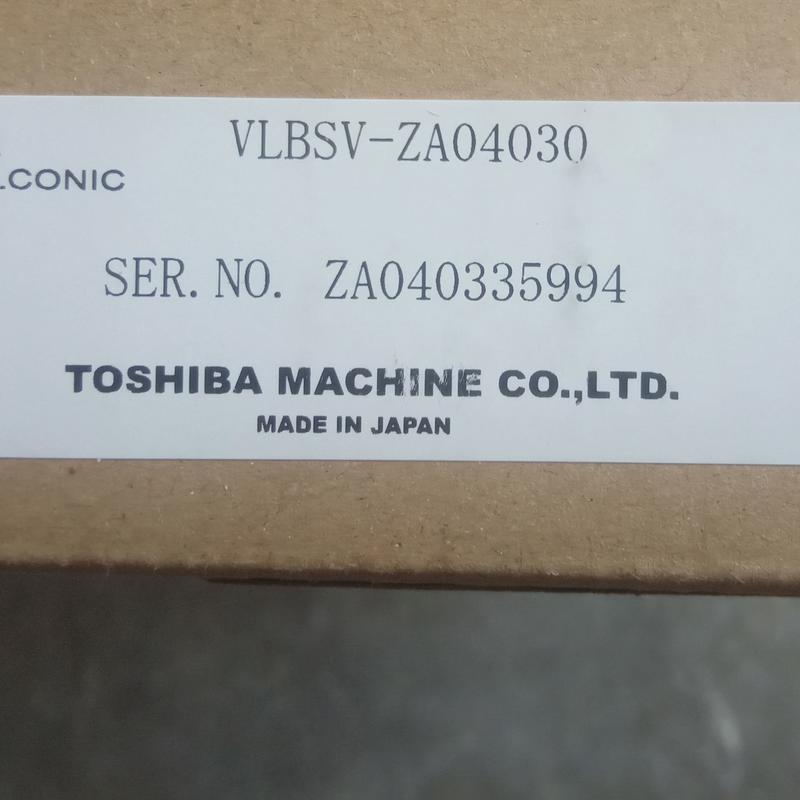 VLBSV-ZA04030
LCONIC
SER. NO. ZA040335994
TOSHIBA MACHINE CO.,LTD.
MADE IN JAPAN